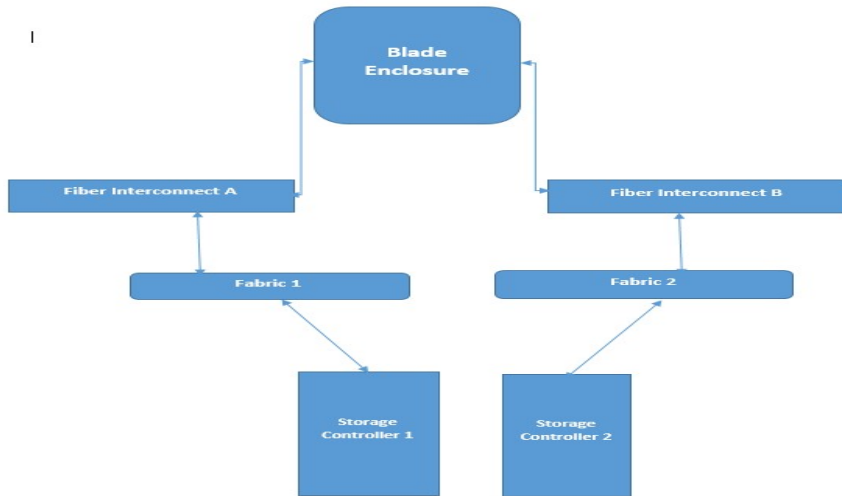 I
Blade
Enclosure
Fiber Interconnect A
Fiber Interconnect B
Fabric 1
Fabric 2
Storage
Controller 1
Storage
Controller 2